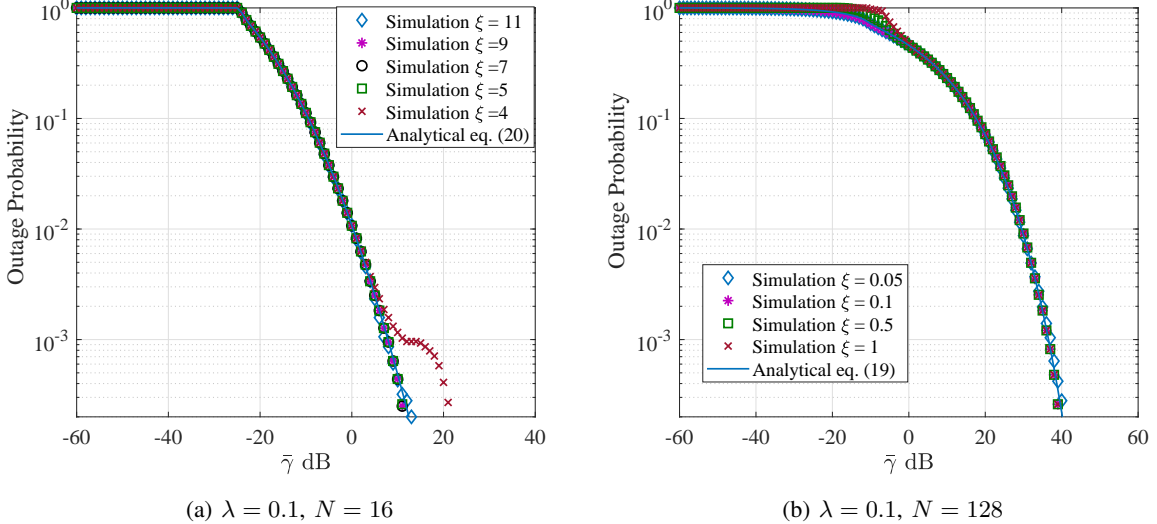 10^0
10^-1
10^-2
10^-3
Outage Probability
-60 -40 -20 0 20 40
γ̄ dB
Simulation ξ = 11
Simulation ξ =9
Simulation ξ =7
Simulation ξ =5
Simulation ξ =4
Analytical eq. (20)
(a) λ = 0.1, N = 16
10^0
10^-1
10^-2
10^-3
Outage Probability
-60 -40 -20 0 20 40 60
γ̄ dB
Simulation ξ = 0.05
Simulation ξ = 0.1
Simulation ξ = 0.5
Simulation ξ = 1
Analytical eq. (19)
(b) λ = 0.1, N = 128